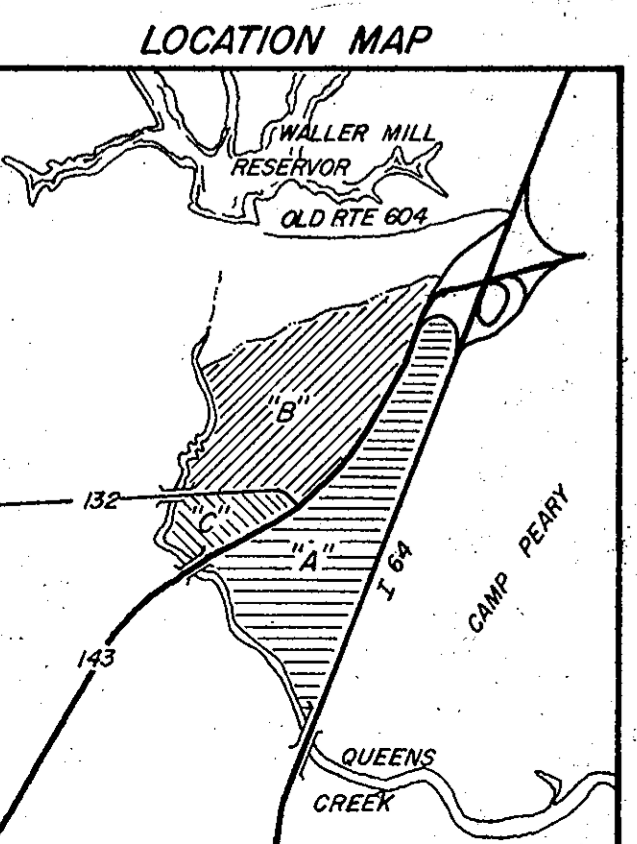 LOCATION MAP
WALLER MILL
RESERVOR
OLD RTE 604
"B"
132
"C"
"A"
I 64
CAMP PEARY
143
QUEENS
CREEK